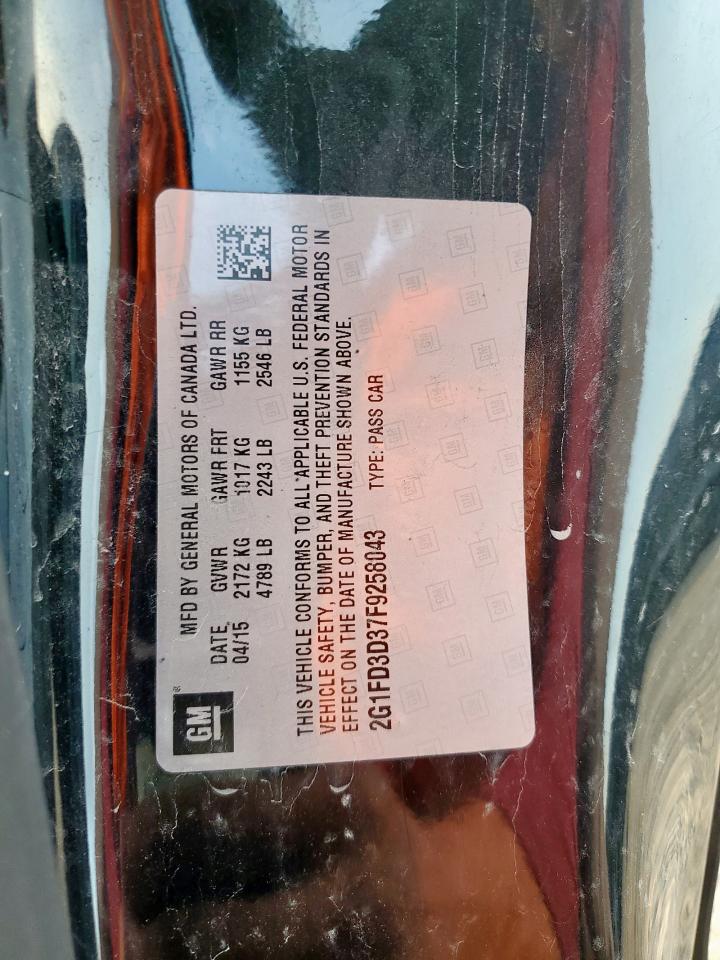 GM®
MFD BY GENERAL MOTORS OF CANADA LTD.
DATE GVWR GAWR FRT GAWR RR
04/15 2172 KG 1017 KG 1155 KG
4789 LB 2243 LB 2546 LB
THIS VEHICLE CONFORMS TO ALL APPLICABLE U.S. FEDERAL MOTOR
VEHICLE SAFETY, BUMPER, AND THEFT PREVENTION STANDARDS IN
EFFECT ON THE DATE OF MANUFACTURE SHOWN ABOVE.
2G1FD3D37F9258043 TYPE: PASS CAR